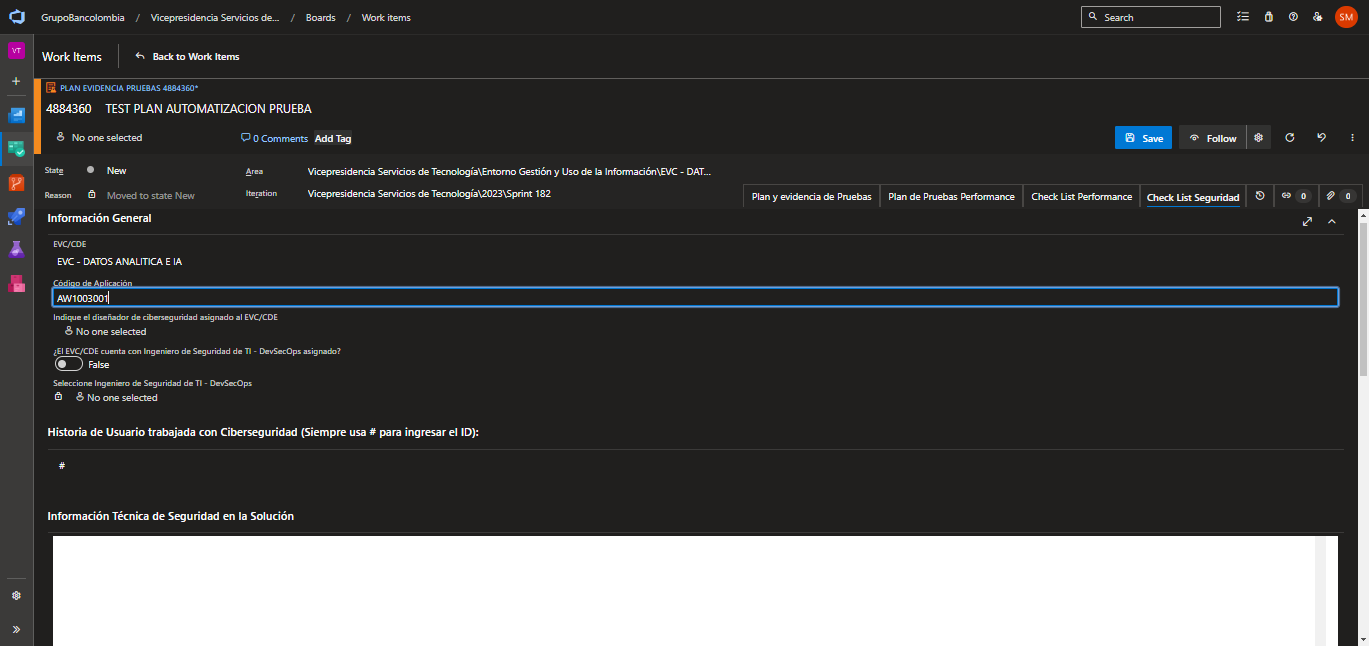 GrupoBancolombia / Vicepresidencia Servicios de... / Boards / Work items
Search
SM
VT
Work Items
Back to Work Items
PLAN EVIDENCIA PRUEBAS 4884360*
4884360 TEST PLAN AUTOMATIZACION PRUEBA
No one selected
0 Comments
Add Tag
Save
Follow
State New
Area Vicepresidencia Servicios de Tecnología\Entorno Gestión y Uso de la Información\EVC - DAT...
Reason Moved to state New
Iteration Vicepresidencia Servicios de Tecnología\2023\Sprint 182
Plan y evidencia de Pruebas
Plan de Pruebas Performance
Check List Performance
Check List Seguridad
0
0
Información General
EVC/CDE
EVC - DATOS ANALITICA E IA
Código de Aplicación
AW1003001
Indique el diseñador de ciberseguridad asignado al EVC/CDE
No one selected
¿El EVC/CDE cuenta con Ingeniero de Seguridad de TI - DevSecOps asignado?
False
Seleccione Ingeniero de Seguridad de TI - DevSecOps
No one selected
Historia de Usuario trabajada con Ciberseguridad (Siempre usa # para ingresar el ID):
#
Información Técnica de Seguridad en la Solución